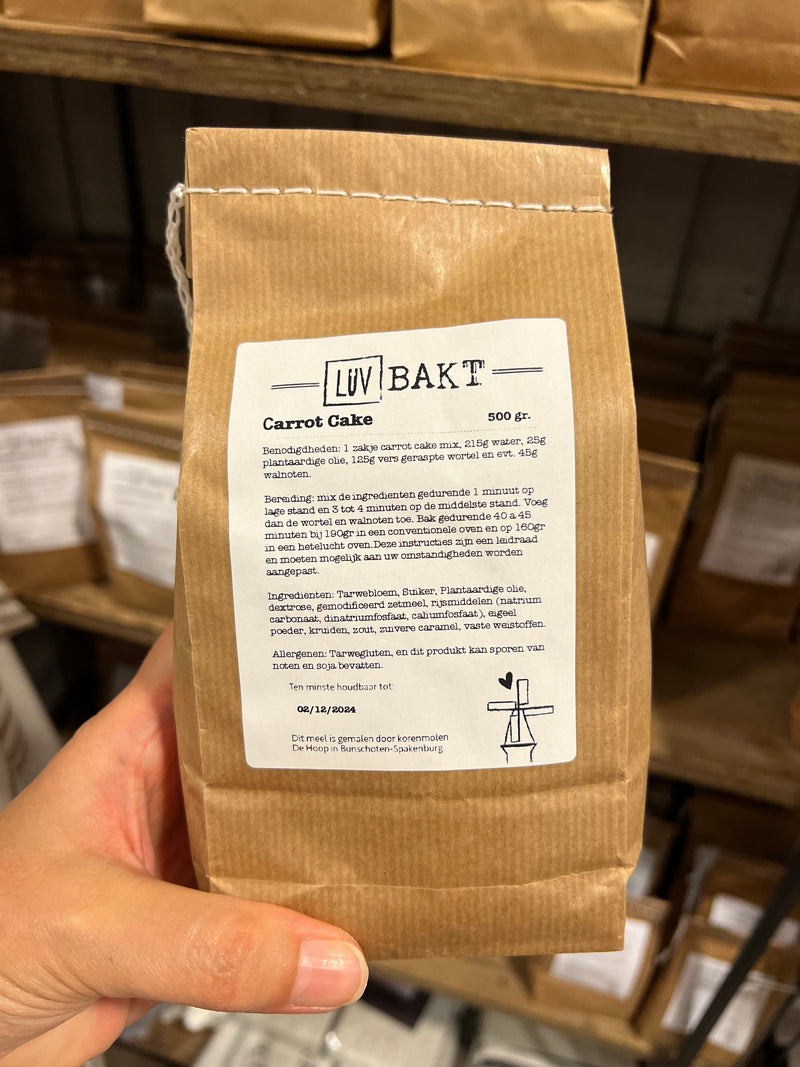 LUV BAKT
Carrot Cake 500 gr.
Benodigdheden: 1 zakje carrot cake mix, 215g water, 25g
plantaardige olie, 125g vers geraspte wortel en evt. 45g
walnoten.
Bereiding: mix de ingredienten gedurende 1 minuut op
lage stand en 3 tot 4 minuten op de middelste stand. Voeg
dan de wortel en walnoten toe. Bak gedurende 40 a 45
minuten bij 190gr in een conventionele oven en op 160gr
in een hetelucht oven.Deze instructies zijn een leidraad
en moeten mogelijk aan uw omstandigheden worden
aangepast.
Ingrediënten: Tarwebloem, Suiker, Plantaardige olie,
dextrose, gemodificeerd zetmeel, rijsmiddelen (natrium
carbonaat, dinatriumfosfaat, caliumfosfaat), eigeel
poeder, kruiden, zout, zuivere caramel, vaste weistoffen.
Allergenen: Tarwegluten, en dit produkt kan sporen van
noten en soja bevatten.
Ten minste houdbaar tot:
02/12/2024
Dit meel is gemalen door korenmolen
De Hoop in Bunschoten-Spakenburg.